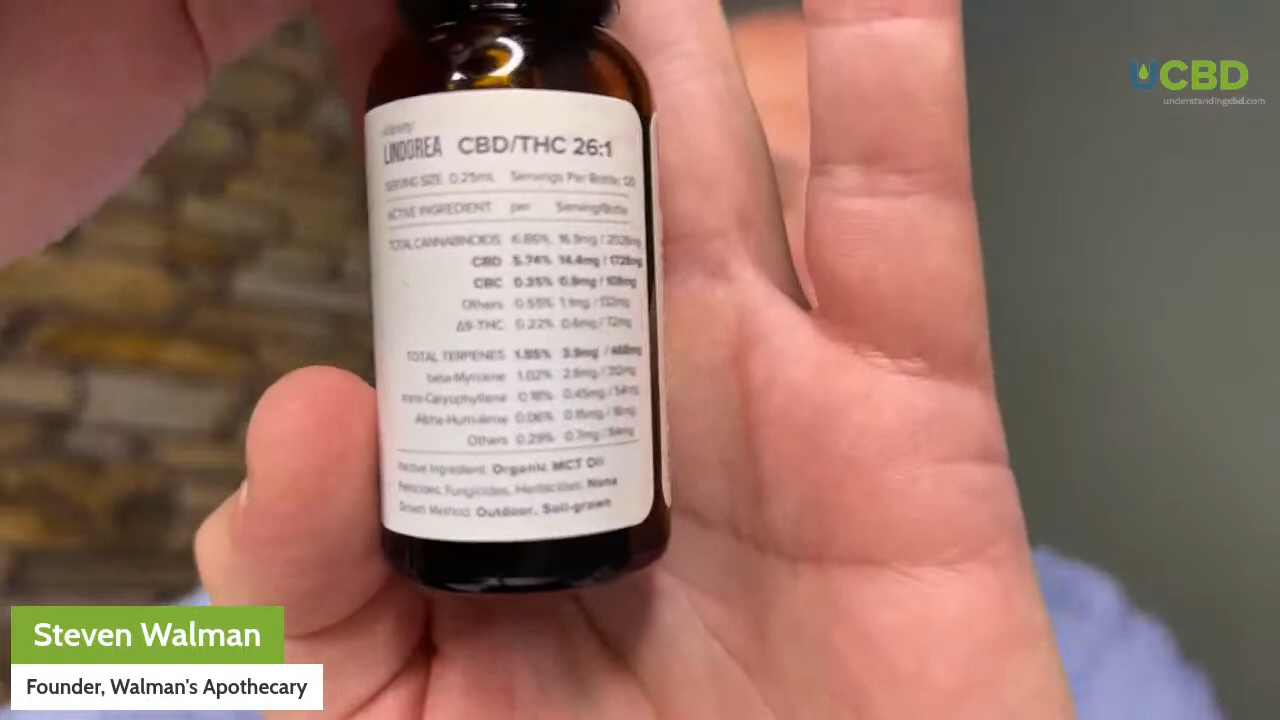 UCBD
understandingcbd.com
LINDOREA CBD/THC 26:1
SERVING SIZE 0.25mL Servings Per Bottle: 120
ACTIVE INGREDIENT per Serving/Bottle
TOTAL CANNABINOIDS 6.86% 16.9mg / 2028mg
CBD 5.74% 14.4mg / 1728mg
CBC 0.35% 0.9mg / 108mg
Others 0.55% 1.1mg / 132mg
Δ9-THC 0.22% 0.6mg / 72mg
TOTAL TERPENES 1.55% 3.9mg / 468mg
beta-Myrcene 1.02% 2.6mg /
trans-Caryophyllene 0.18% 0.45mg / 54mg
Alpha-Humulene 0.06% 0.15mg / 18mg
Others 0.29% 0.7mg / 84mg
Inactive Ingredient: Organic MCT Oil
Pesticides, Fungicides, Herbicides: None
Growth Method: Outdoor, Soil-grown
Steven Walman
Founder, Walman's Apothecary